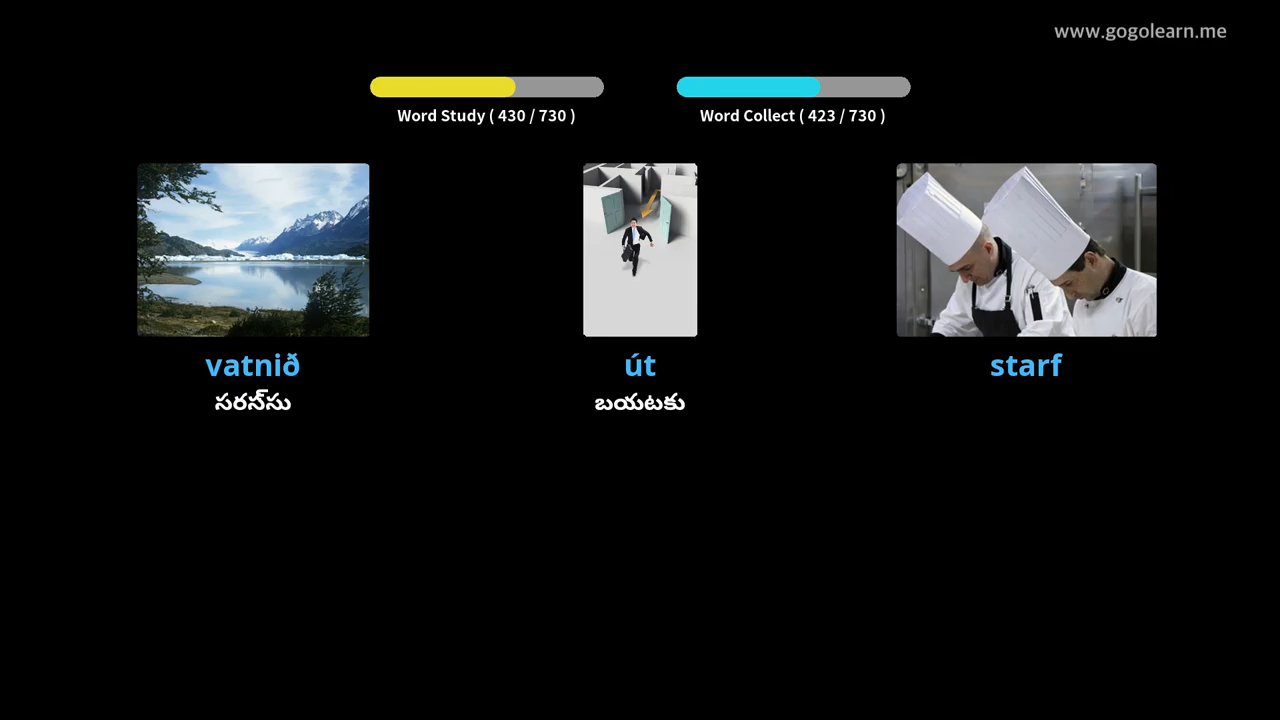 www.gogolearn.me
Word Study ( 430 / 730 )
Word Collect ( 423 / 730 )
vatnið
út
starf
సరస్సు
బయటకు